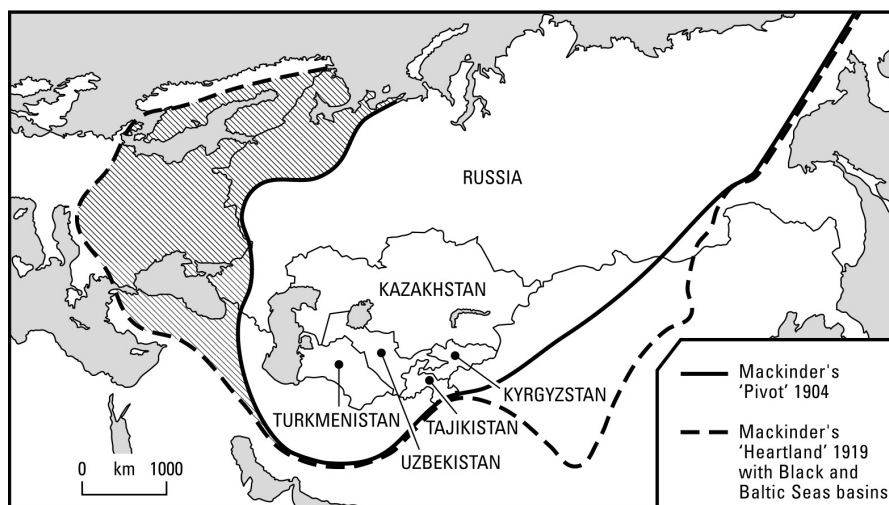 RUSSIA
KAZAKHSTAN
KYRGYZSTAN
TURKMENISTAN
TAJIKISTAN
UZBEKISTAN
0 km 1000
Mackinder's
'Pivot' 1904
Mackinder's
'Heartland' 1919
with Black and
Baltic Seas basins